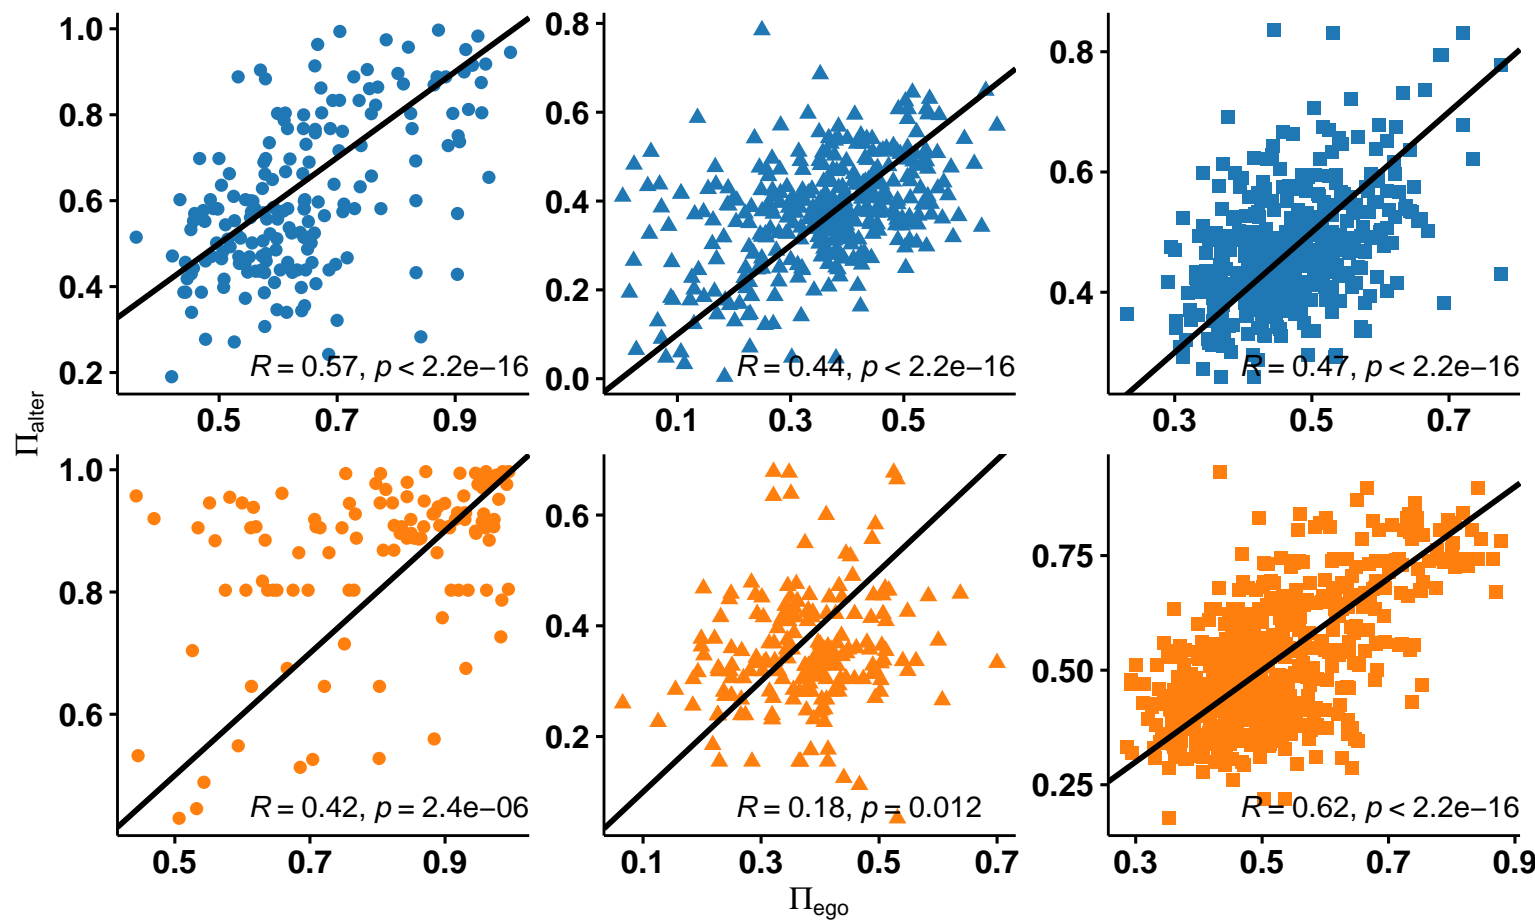 1.0
0.8
0.6
0.4
0.2
0.5 0.7 0.9
R = 0.57, p < 2.2e−16
0.8
0.6
0.4
0.2
0.0
0.1 0.3 0.5
R = 0.44, p < 2.2e−16
0.8
0.6
0.4
0.3 0.5 0.7
R = 0.47, p < 2.2e−16
Πalter
1.0
0.8
0.6
0.5 0.7 0.9
R = 0.42, p = 2.4e−06
0.6
0.4
0.2
0.1 0.3 0.5 0.7
R = 0.18, p = 0.012
0.75
0.50
0.25
0.3 0.5 0.7 0.9
R = 0.62, p < 2.2e−16
Πego